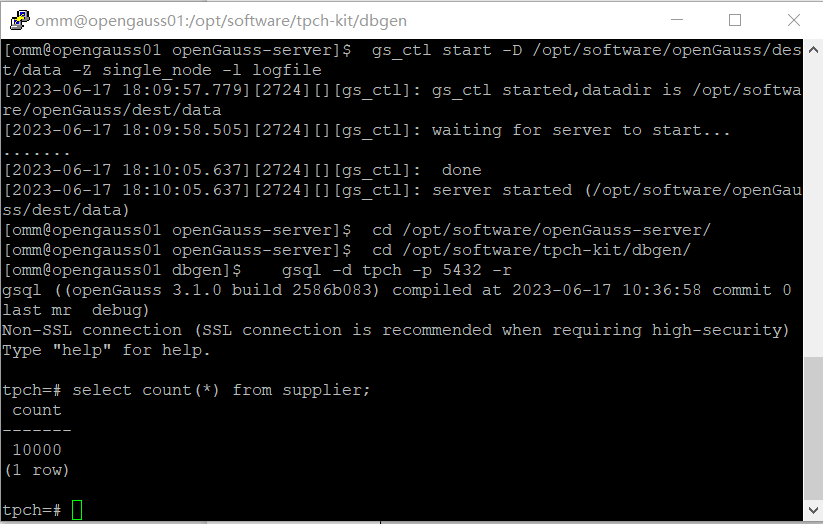 omm@opengauss01:/opt/software/tpch-kit/dbgen
[omm@opengauss01 openGauss-server]$  gs_ctl start -D /opt/software/openGauss/des
t/data -Z single_node -l logfile
[2023-06-17 18:09:57.779][2724][][gs_ctl]: gs_ctl started,datadir is /opt/softwa
re/openGauss/dest/data
[2023-06-17 18:09:58.505][2724][][gs_ctl]: waiting for server to start...
.......
[2023-06-17 18:10:05.637][2724][][gs_ctl]:  done
[2023-06-17 18:10:05.637][2724][][gs_ctl]: server started (/opt/software/openGau
ss/dest/data)
[omm@opengauss01 openGauss-server]$  cd /opt/software/openGauss-server/
[omm@opengauss01 openGauss-server]$  cd /opt/software/tpch-kit/dbgen/
[omm@opengauss01 dbgen]$    gsql -d tpch -p 5432 -r
gsql ((openGauss 3.1.0 build 2586b083) compiled at 2023-06-17 10:36:58 commit 0
last mr  debug)
Non-SSL connection (SSL connection is recommended when requiring high-security)
Type "help" for help.
tpch=# select count(*) from supplier;
 count
-------
 10000
(1 row)
tpch=#